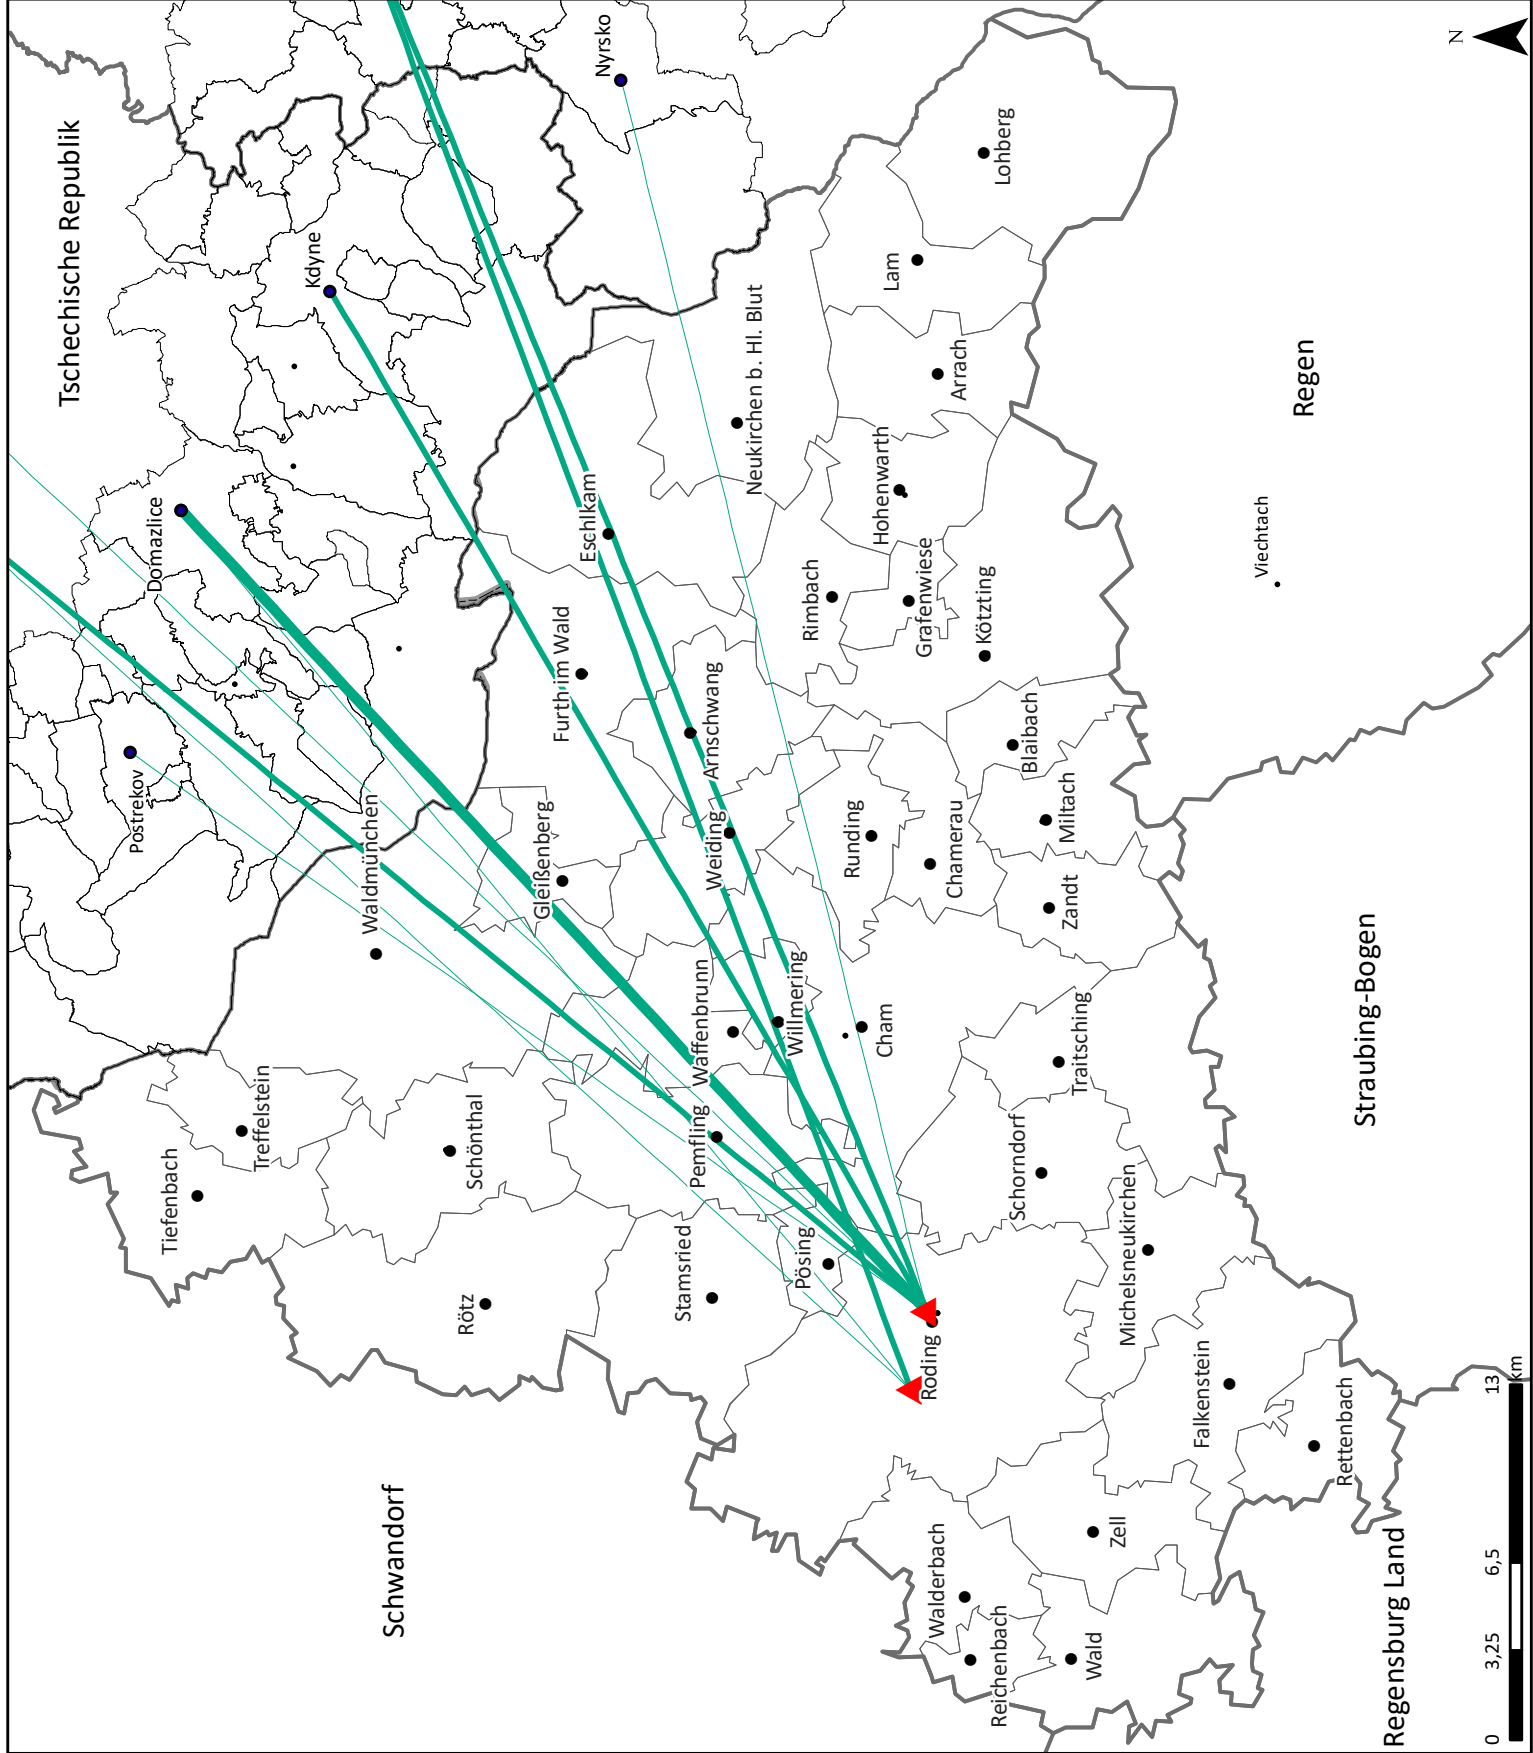 Tschechische Republik
Schwandorf
Regen
Straubing-Bogen
Regensburg Land
Nyrsko
Kdyne
Domazlice
Postrekov
Waldmünchen
Gleißenberg
Furth im Wald
Eschlkam
Neukirchen b. Hl. Blut
Lohberg
Lam
Arrach
Hohenwarth
Rimbach
Grafenwiese
Kötzting
Viechtach
Arnschwang
Weiding
Runding
Chamerau
Blaibach
Miltach
Zandt
Waffenbrunn
Willmering
Cham
Pemfling
Treffelstein
Tiefenbach
Schönthal
Rötz
Stamsried
Pösing
Roding
Traitsching
Schorndorf
Michelsneukirchen
Falkenstein
Rettenbach
Zell
Walderbach
Reichenbach
Wald
N
0 3,25 6,5 13
km